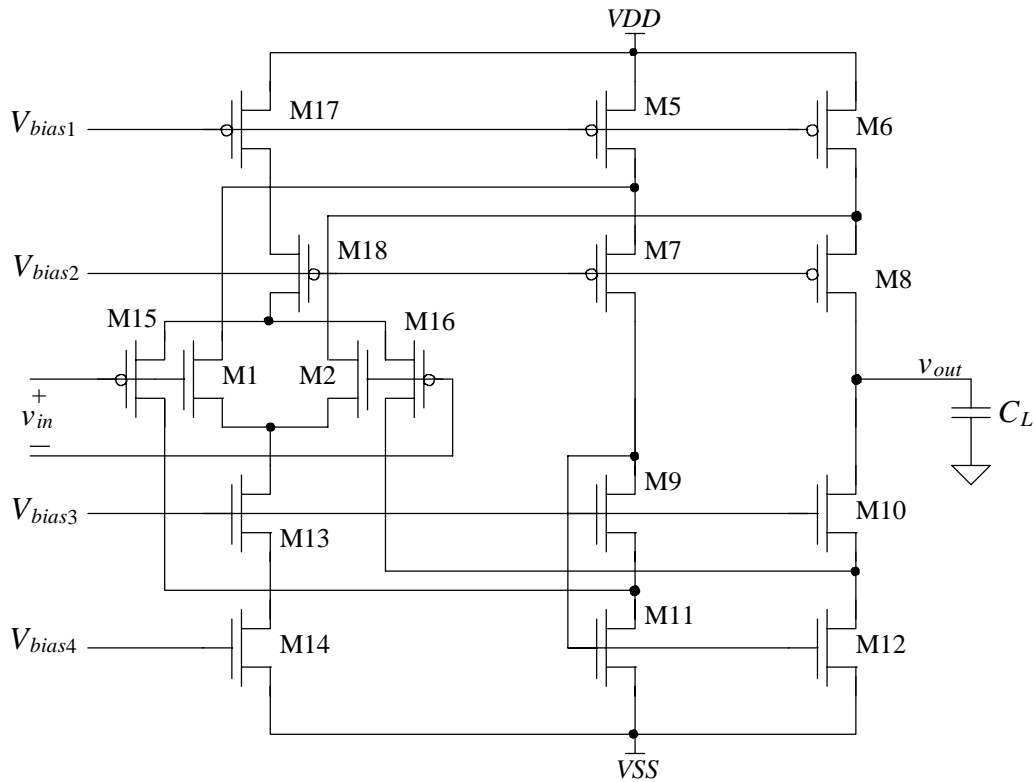 VDD
M17
M5
M6
Vbias1
M18
M7
M8
Vbias2
M15
M16
M1
M2
+
vin
—
vout
CL
M9
M10
Vbias3
M13
M11
M12
Vbias4
M14
VSS